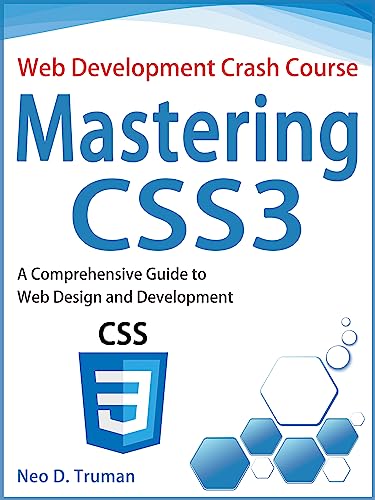 Web Development Crash Course
Mastering
CSS3
A Comprehensive Guide to
Web Design and Development
CSS
3
Neo D. Truman